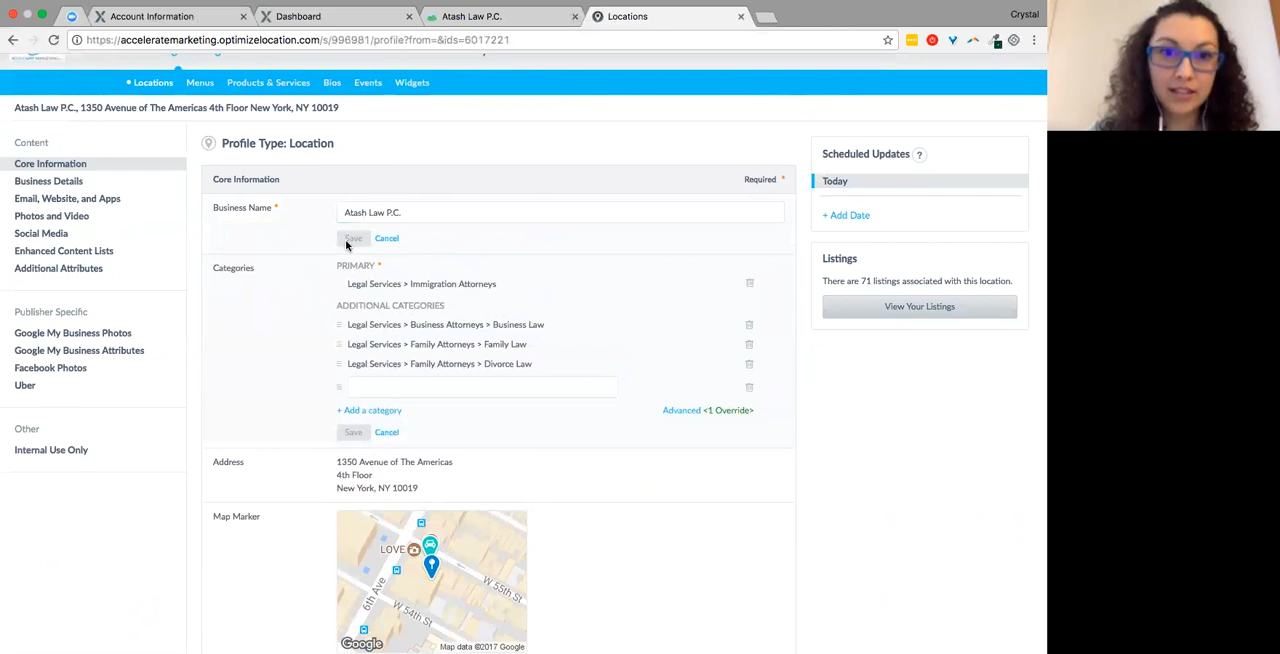 Account Information
Dashboard
Atash Law P.C.
Locations
Crystal
https://acceleratemarketing.optimizelocation.com/s/996981/profile?from=&ids=6017221
Locations Menus Products & Services Bios Events Widgets
Atash Law P.C., 1350 Avenue of The Americas 4th Floor New York, NY 10019
Content
Core Information
Business Details
Email, Website, and Apps
Photos and Video
Social Media
Enhanced Content Lists
Additional Attributes
Publisher Specific
Google My Business Photos
Google My Business Attributes
Facebook Photos
Uber
Other
Internal Use Only
Profile Type: Location
Core Information Required *
Business Name * Atash Law P.C.
Save Cancel
Categories PRIMARY *
Legal Services > Immigration Attorneys
ADDITIONAL CATEGORIES
Legal Services > Business Attorneys > Business Law
Legal Services > Family Attorneys > Family Law
Legal Services > Family Attorneys > Divorce Law
+ Add a category Advanced <1 Override>
Save Cancel
Address 1350 Avenue of The Americas
4th Floor
New York, NY 10019
Map Marker
LOVE
6th Ave
W 55th St
W 54th St
Google Map data ©2017 Google
Scheduled Updates ?
Today
+ Add Date
Listings
There are 71 listings associated with this location.
View Your Listings